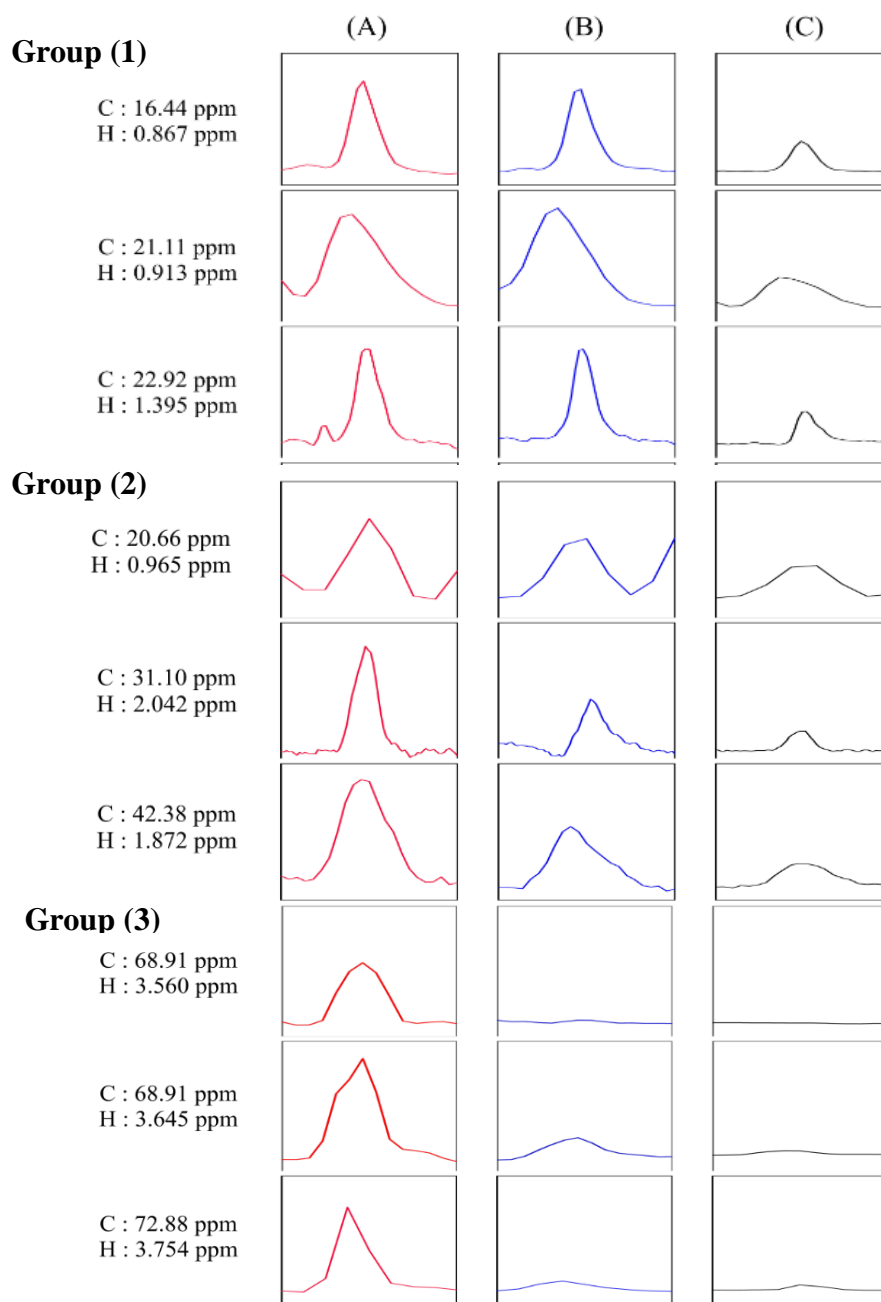 (A) (B) (C)
Group (1)
C : 16.44 ppm
H : 0.867 ppm
C : 21.11 ppm
H : 0.913 ppm
C : 22.92 ppm
H : 1.395 ppm
Group (2)
C : 20.66 ppm
H : 0.965 ppm
C : 31.10 ppm
H : 2.042 ppm
C : 42.38 ppm
H : 1.872 ppm
Group (3)
C : 68.91 ppm
H : 3.560 ppm
C : 68.91 ppm
H : 3.645 ppm
C : 72.88 ppm
H : 3.754 ppm